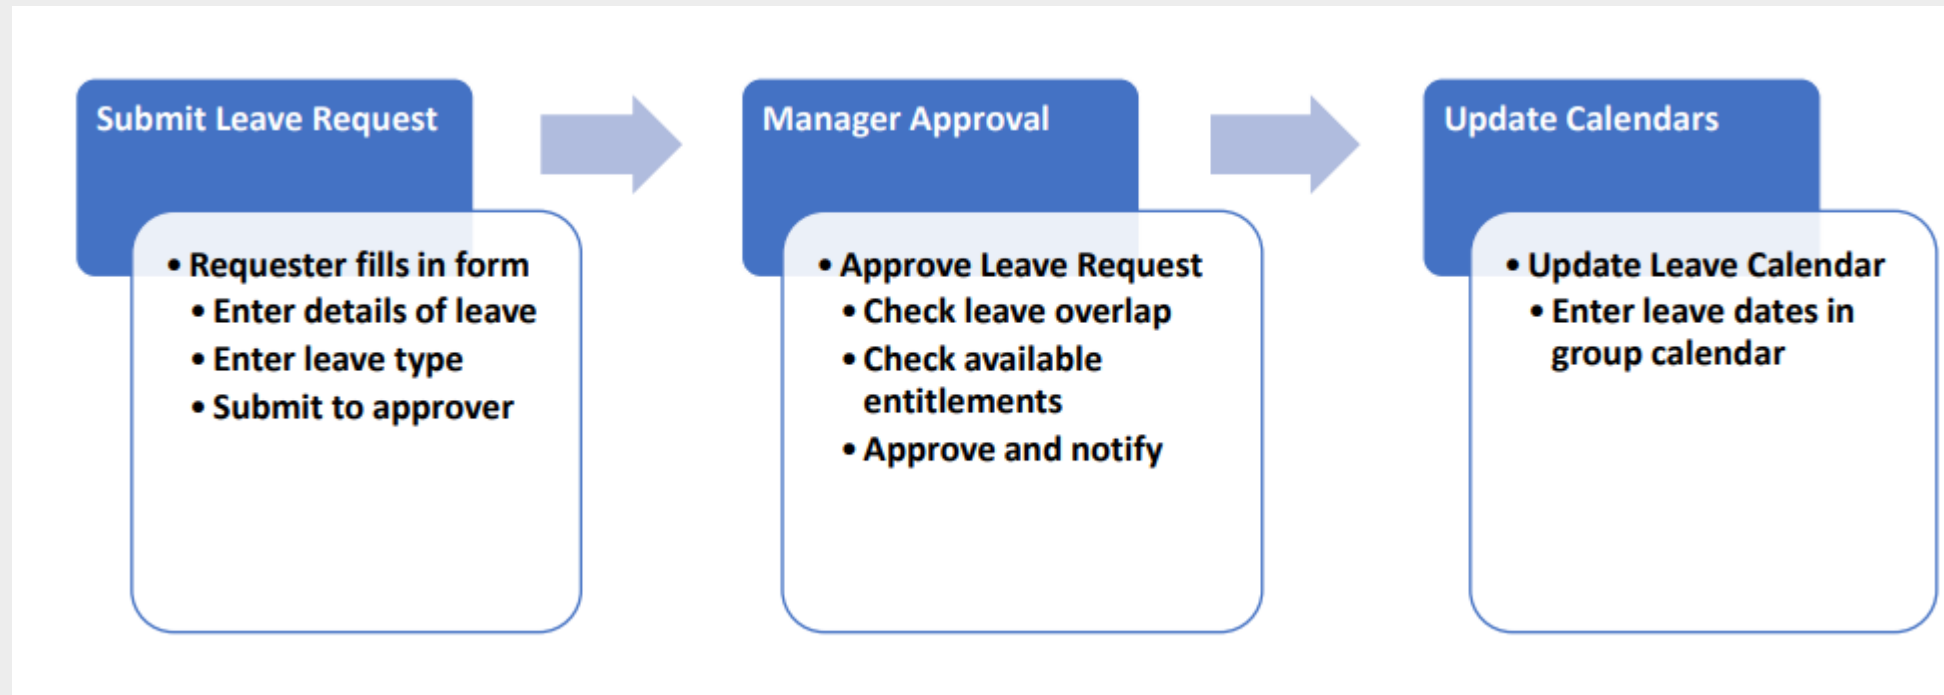 Submit Leave Request
• Requester fills in form
• Enter details of leave
• Enter leave type
• Submit to approver
Manager Approval
• Approve Leave Request
• Check leave overlap
• Check available
entitlements
• Approve and notify
Update Calendars
• Update Leave Calendar
• Enter leave dates in
group calendar